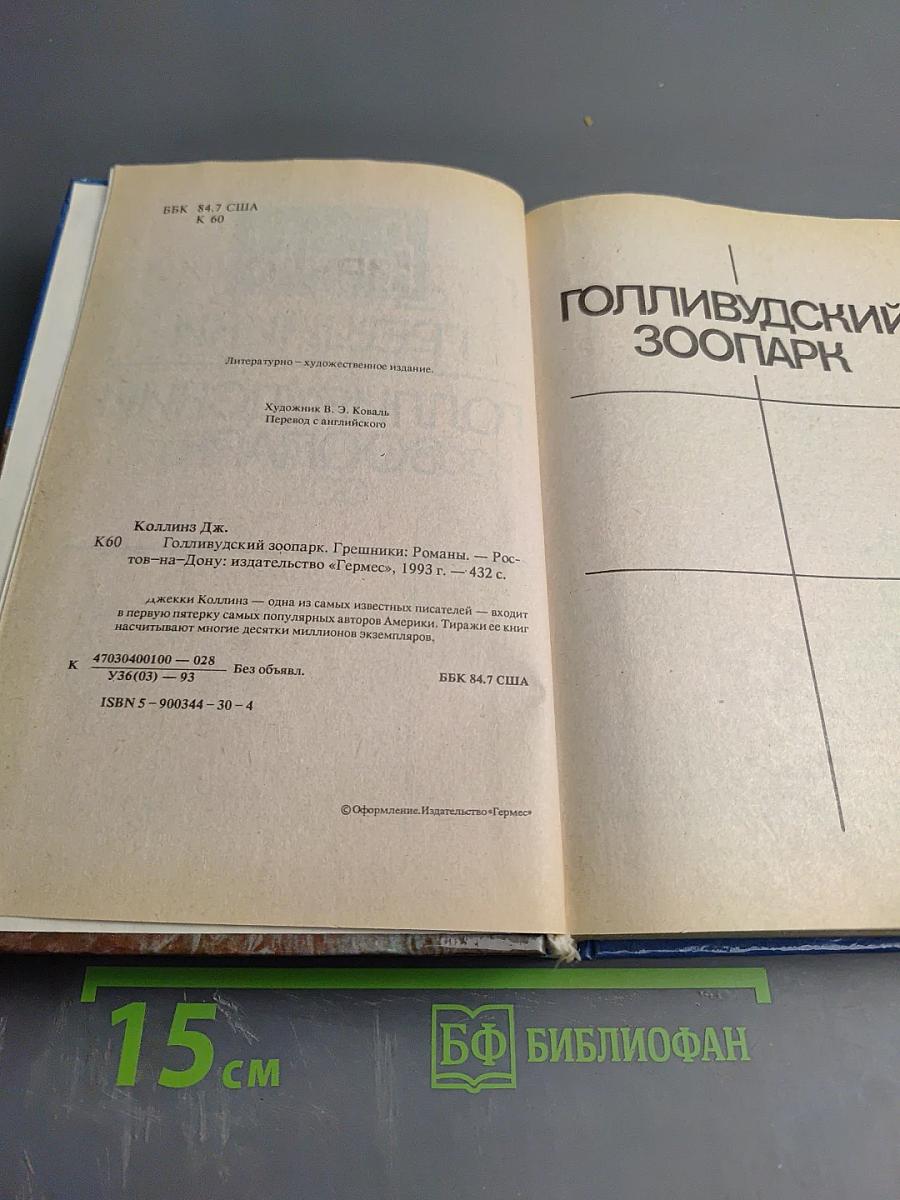 ББК 84.7 США
К 60
Литературно – художественное издание.
Художник В. Э. Коваль
Перевод с английского
Коллинз Дж.
К60 Голливудский зоопарк. Грешники: Романы. — Рос-
тов-на-Дону: издательство «Гермес», 1993 г. — 432 с.
Джекки Коллинз — одна из самых известных писателей — входит
в первую пятерку самых популярных авторов Америки. Тиражи ее книг
насчитывают многие десятки миллионов экземпляров.
К 47030400100 — 028
У36(03) — 93
Без объявл.
ББК 84.7 США
ISBN 5 – 900344 – 30 – 4
© Оформление. Издательство «Гермес»
ГОЛЛИВУДСКИЙ
ЗООПАРК
15 см
БФ БИБЛИОФАН